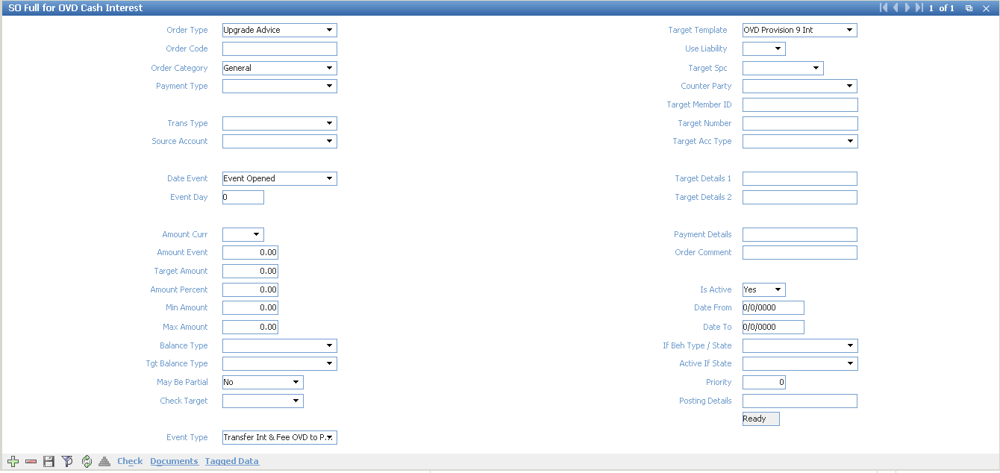 SO Full for OVD Cash Interest
1 of 1
Order Type Upgrade Advice
Order Code
Order Category General
Payment Type
Trans Type
Source Account
Date Event Event Opened
Event Day 0
Amount Curr
Amount Event 0.00
Target Amount 0.00
Amount Percent 0.00
Min Amount 0.00
Max Amount 0.00
Balance Type
Tgt Balance Type
May Be Partial No
Check Target
Event Type Transfer Int & Fee OVD to P...
Target Template OVD Provision 9 Int
Use Liability
Target Spc
Counter Party
Target Member ID
Target Number
Target Acc Type
Target Details 1
Target Details 2
Payment Details
Order Comment
Is Active Yes
Date From 0/0/0000
Date To 0/0/0000
If Beh Type / State
Active If State
Priority 0
Posting Details
Ready
Check Documents Tagged Data